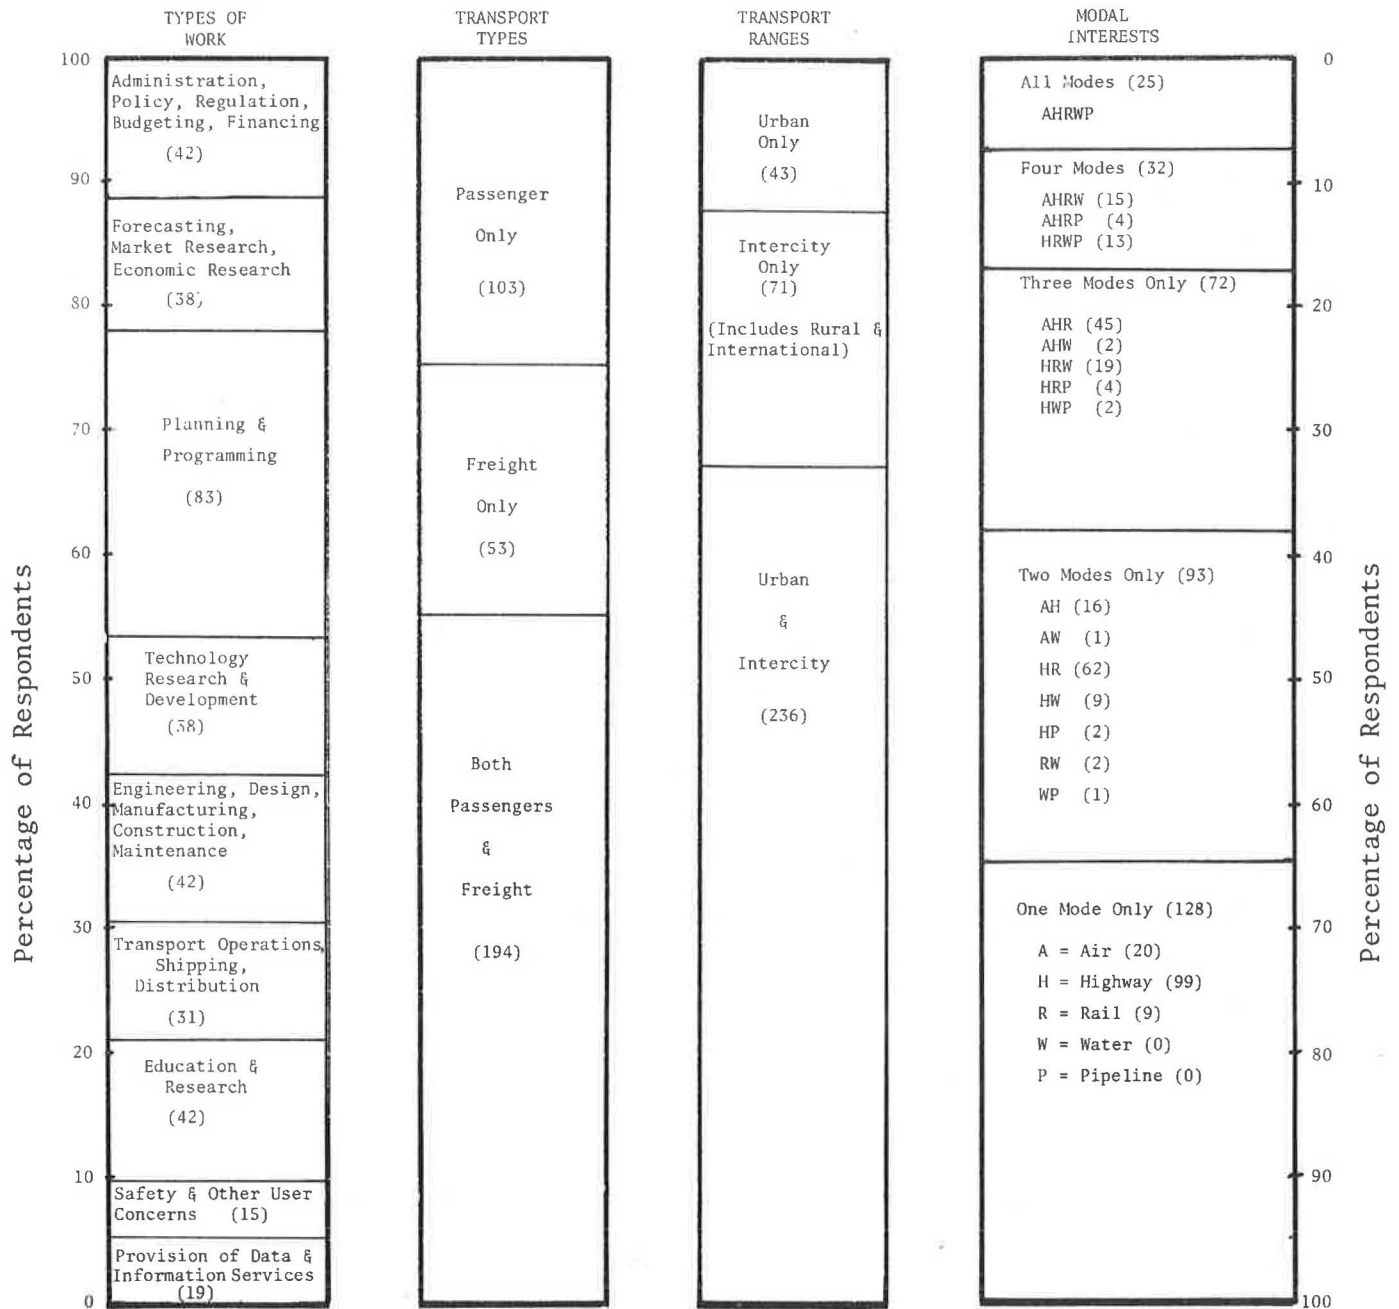 TYPES OF
WORK
TRANSPORT
TYPES
TRANSPORT
RANGES
MODAL
INTERESTS
Percentage of Respondents
100
90
80
70
60
50
40
30
20
10
0
Administration,
Policy, Regulation,
Budgeting, Financing
(42)
Forecasting,
Market Research,
Economic Research
(38)
Planning &
Programming
(83)
Technology
Research &
Development
(38)
Engineering, Design,
Manufacturing,
Construction,
Maintenance
(42)
Transport Operations,
Shipping,
Distribution
(31)
Education &
Research
(42)
Safety & Other User
Concerns (15)
Provision of Data &
Information Services
(19)
Passenger
Only
(103)
Freight
Only
(53)
Both
Passengers
&
Freight
(194)
Urban
Only
(43)
Intercity
Only
(71)
(Includes Rural &
International)
Urban
&
Intercity
(236)
All Modes (25)
AHRWP
Four Modes (32)
AHRW (15)
AHRP (4)
HRWP (13)
Three Modes Only (72)
AHR (45)
AHW (2)
HRW (19)
HRP (4)
HWP (2)
Two Modes Only (93)
AH (16)
AW (1)
HR (62)
HW (9)
HP (2)
RW (2)
WP (1)
One Mode Only (128)
A = Air (20)
H = Highway (99)
R = Rail (9)
W = Water (0)
P = Pipeline (0)
0
10
20
30
40
50
60
70
80
90
100
Percentage of Respondents